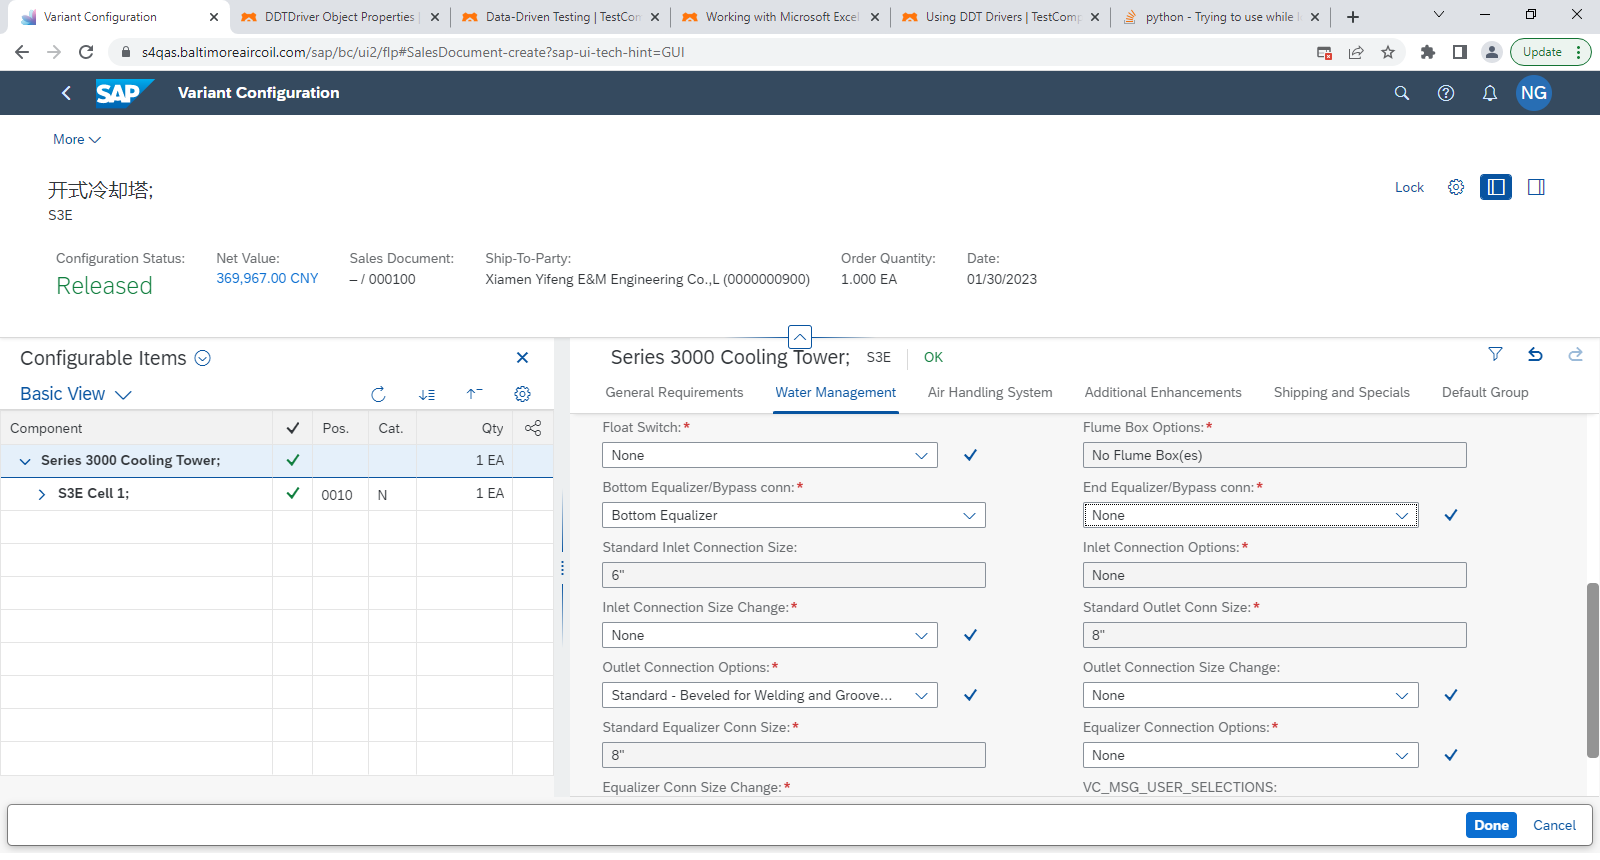 Variant Configuration
DDTDriver Object Properties
Data-Driven Testing | TestCom
Working with Microsoft Excel
Using DDT Drivers | TestComp
python - Trying to use while l
s4qas.baltimoreaircoil.com/sap/bc/ui2/flp#SalesDocument-create?sap-ui-tech-hint=GUI
Update
SAP
Variant Configuration
NG
More
开式冷却塔;
S3E
Lock
Configuration Status:
Released
Net Value:
369,967.00 CNY
Sales Document:
– / 000100
Ship-To-Party:
Xiamen Yifeng E&M Engineering Co.,L (0000000900)
Order Quantity:
1.000 EA
Date:
01/30/2023
Configurable Items
Basic View
Component Pos. Cat. Qty
Series 3000 Cooling Tower; 1 EA
S3E Cell 1; 0010 N 1 EA
Series 3000 Cooling Tower; S3E OK
General Requirements Water Management Air Handling System Additional Enhancements Shipping and Specials Default Group
Float Switch:*
None
Flume Box Options:*
No Flume Box(es)
Bottom Equalizer/Bypass conn:*
Bottom Equalizer
End Equalizer/Bypass conn:*
None
Standard Inlet Connection Size:
6"
Inlet Connection Options:*
None
Inlet Connection Size Change:*
None
Standard Outlet Conn Size:*
8"
Outlet Connection Options:*
Standard - Beveled for Welding and Groove...
Outlet Connection Size Change:
None
Standard Equalizer Conn Size:*
8"
Equalizer Connection Options:*
None
Equalizer Conn Size Change:*
VC_MSG_USER_SELECTIONS:
Done
Cancel